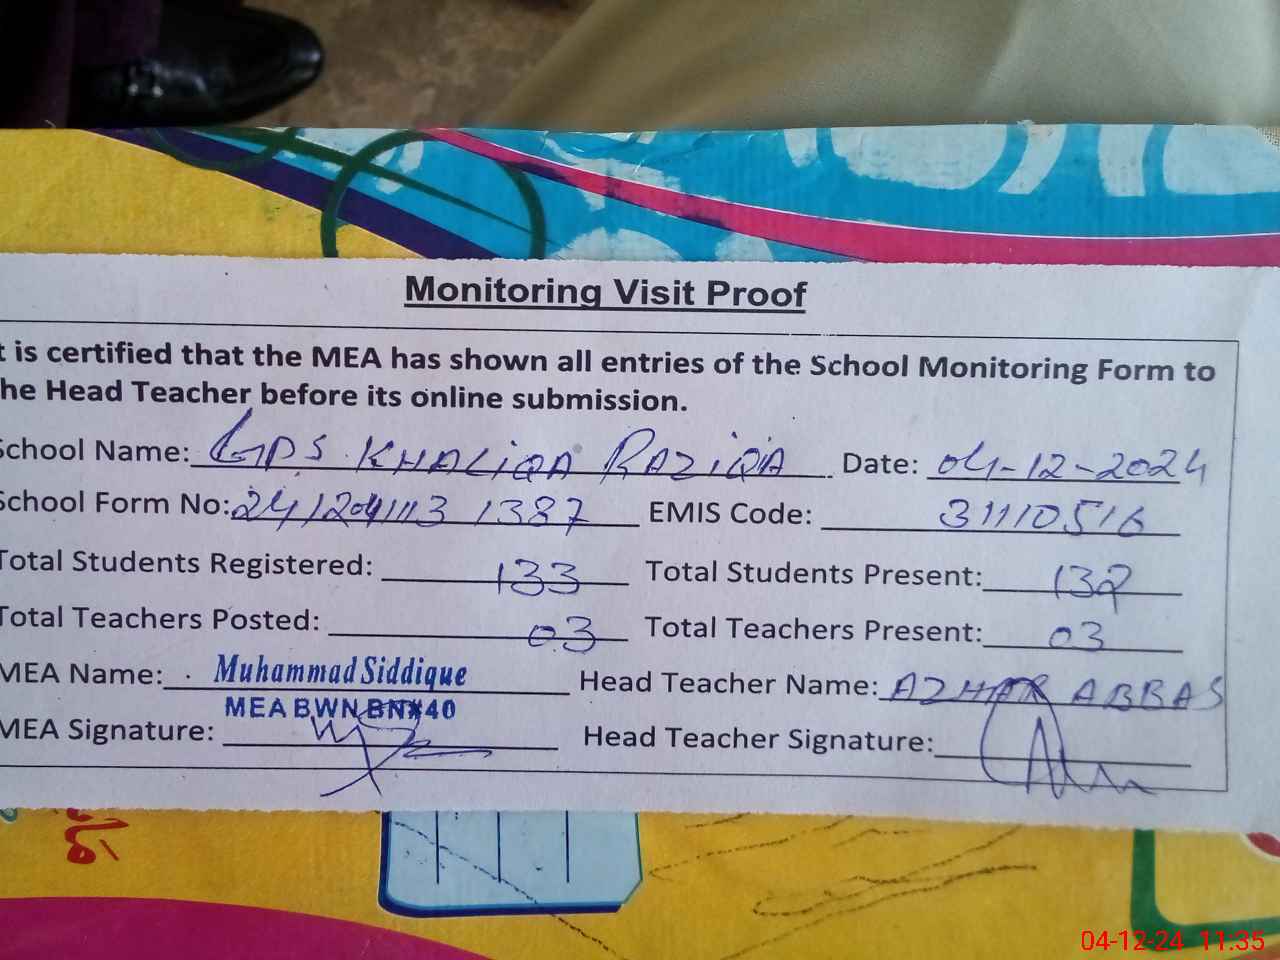 Monitoring Visit Proof
t is certified that the MEA has shown all entries of the School Monitoring Form to
he Head Teacher before its online submission.
School Name: GPS KHALIQA RAZIQA Date: 04-12-2024
School Form No: 24120411131387 EMIS Code: 31110516
Total Students Registered: 133 Total Students Present: 132
Total Teachers Posted: 03 Total Teachers Present: 03
MEA Name: Muhammad Siddique Head Teacher Name: AZHAR ABBAS
MEA BWN BN 40
MEA Signature: Head Teacher Signature:
04-12-24 11:35